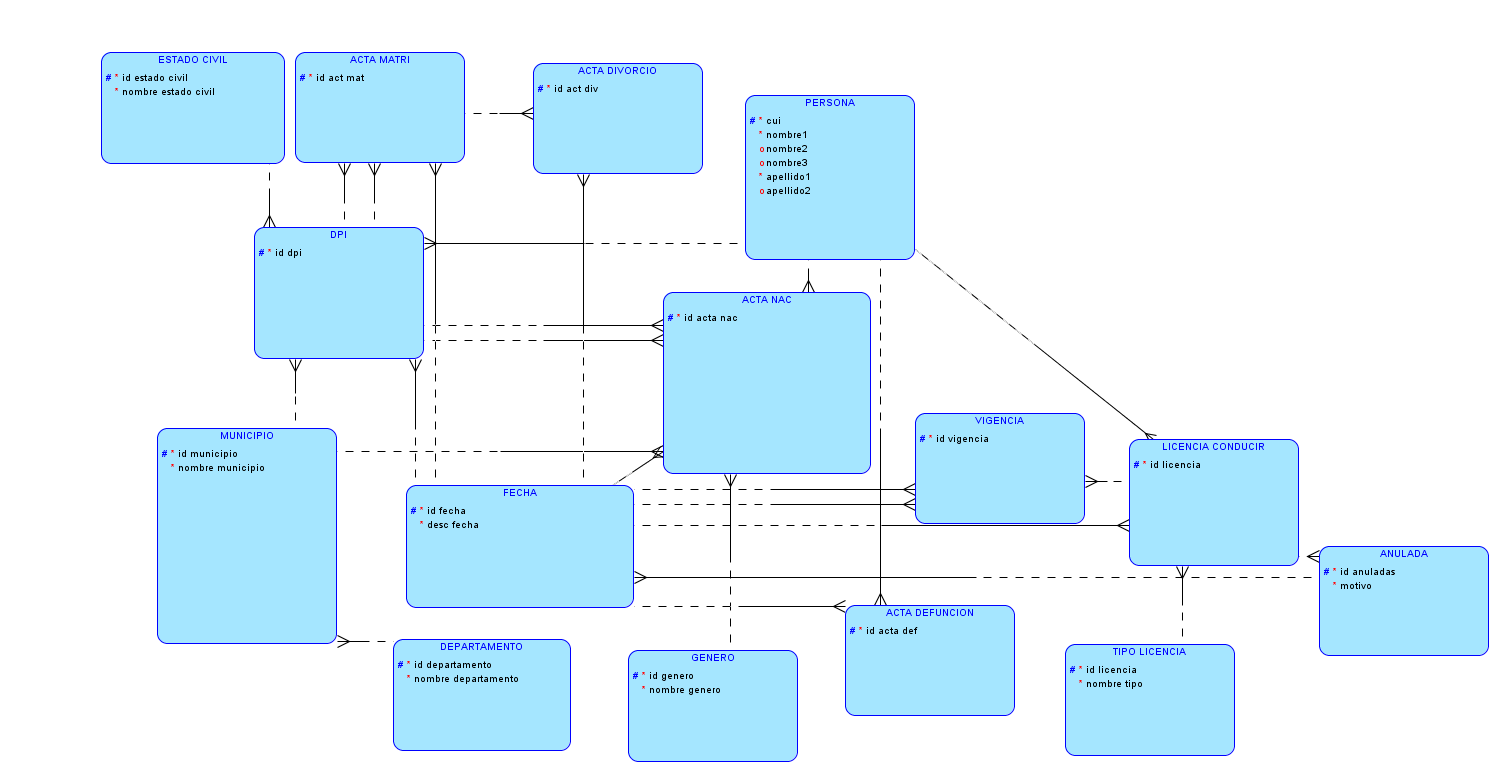 ESTADO CIVIL
# * id estado civil
* nombre estado civil
ACTA MATRI
# * id act mat
ACTA DIVORCIO
# * id act div
PERSONA
# * cui
* nombre1
o nombre2
o nombre3
* apellido1
o apellido2
DPI
# * id dpi
ACTA NAC
# * id acta nac
MUNICIPIO
# * id municipio
* nombre municipio
VIGENCIA
# * id vigencia
LICENCIA CONDUCIR
# * id licencia
FECHA
# * id fecha
* desc fecha
ANULADA
# * id anuladas
* motivo
ACTA DEFUNCION
# * id acta def
DEPARTAMENTO
# * id departamento
* nombre departamento
GENERO
# * id genero
* nombre genero
TIPO LICENCIA
# * id licencia
* nombre tipo